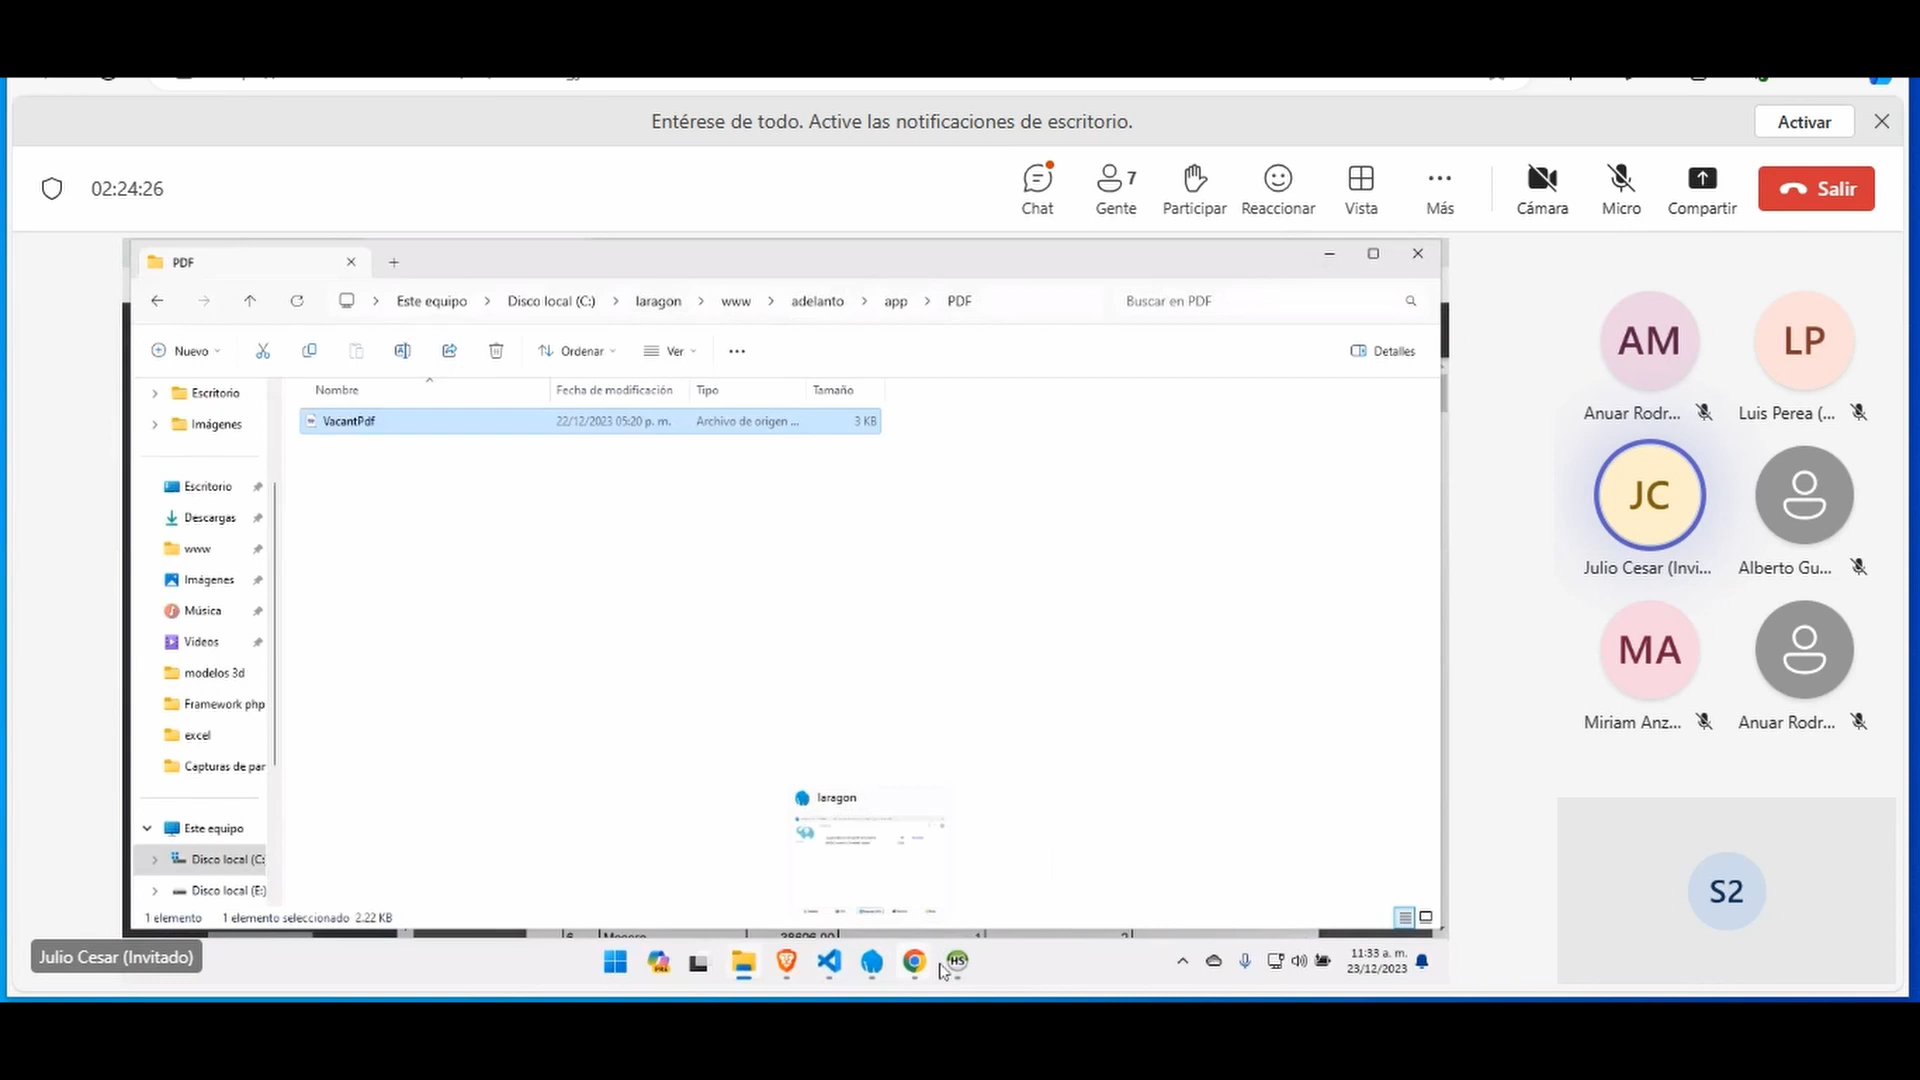 Entérese de todo. Active las notificaciones de escritorio.
Activar
02:24:26
Chat
7
Gente
Participar
Reaccionar
Vista
Más
Cámara
Micro
Compartir
Salir
PDF
Este equipo > Disco local (C:) > laragon > www > adelanto > app > PDF
Buscar en PDF
Nuevo
Ordenar
Ver
Detalles
Nombre
Fecha de modificación
Tipo
Tamaño
VacantPdf
22/12/2023 05:20 p. m.
Archivo de origen ...
3 KB
Escritorio
Imágenes
Escritorio
Descargas
www
Imágenes
Música
Videos
modelos 3d
Framework php
excel
Capturas de par
Este equipo
Disco local (C:
Disco local (E:)
1 elemento
1 elemento seleccionado 2.22 KB
laragon
HS
11:33 a. m.
23/12/2023
Julio Cesar (Invitado)
AM
LP
Anuar Rodr...
Luis Perea (...
JC
Julio Cesar (Invi...
Alberto Gu...
MA
Miriam Anz...
Anuar Rodr...
S2